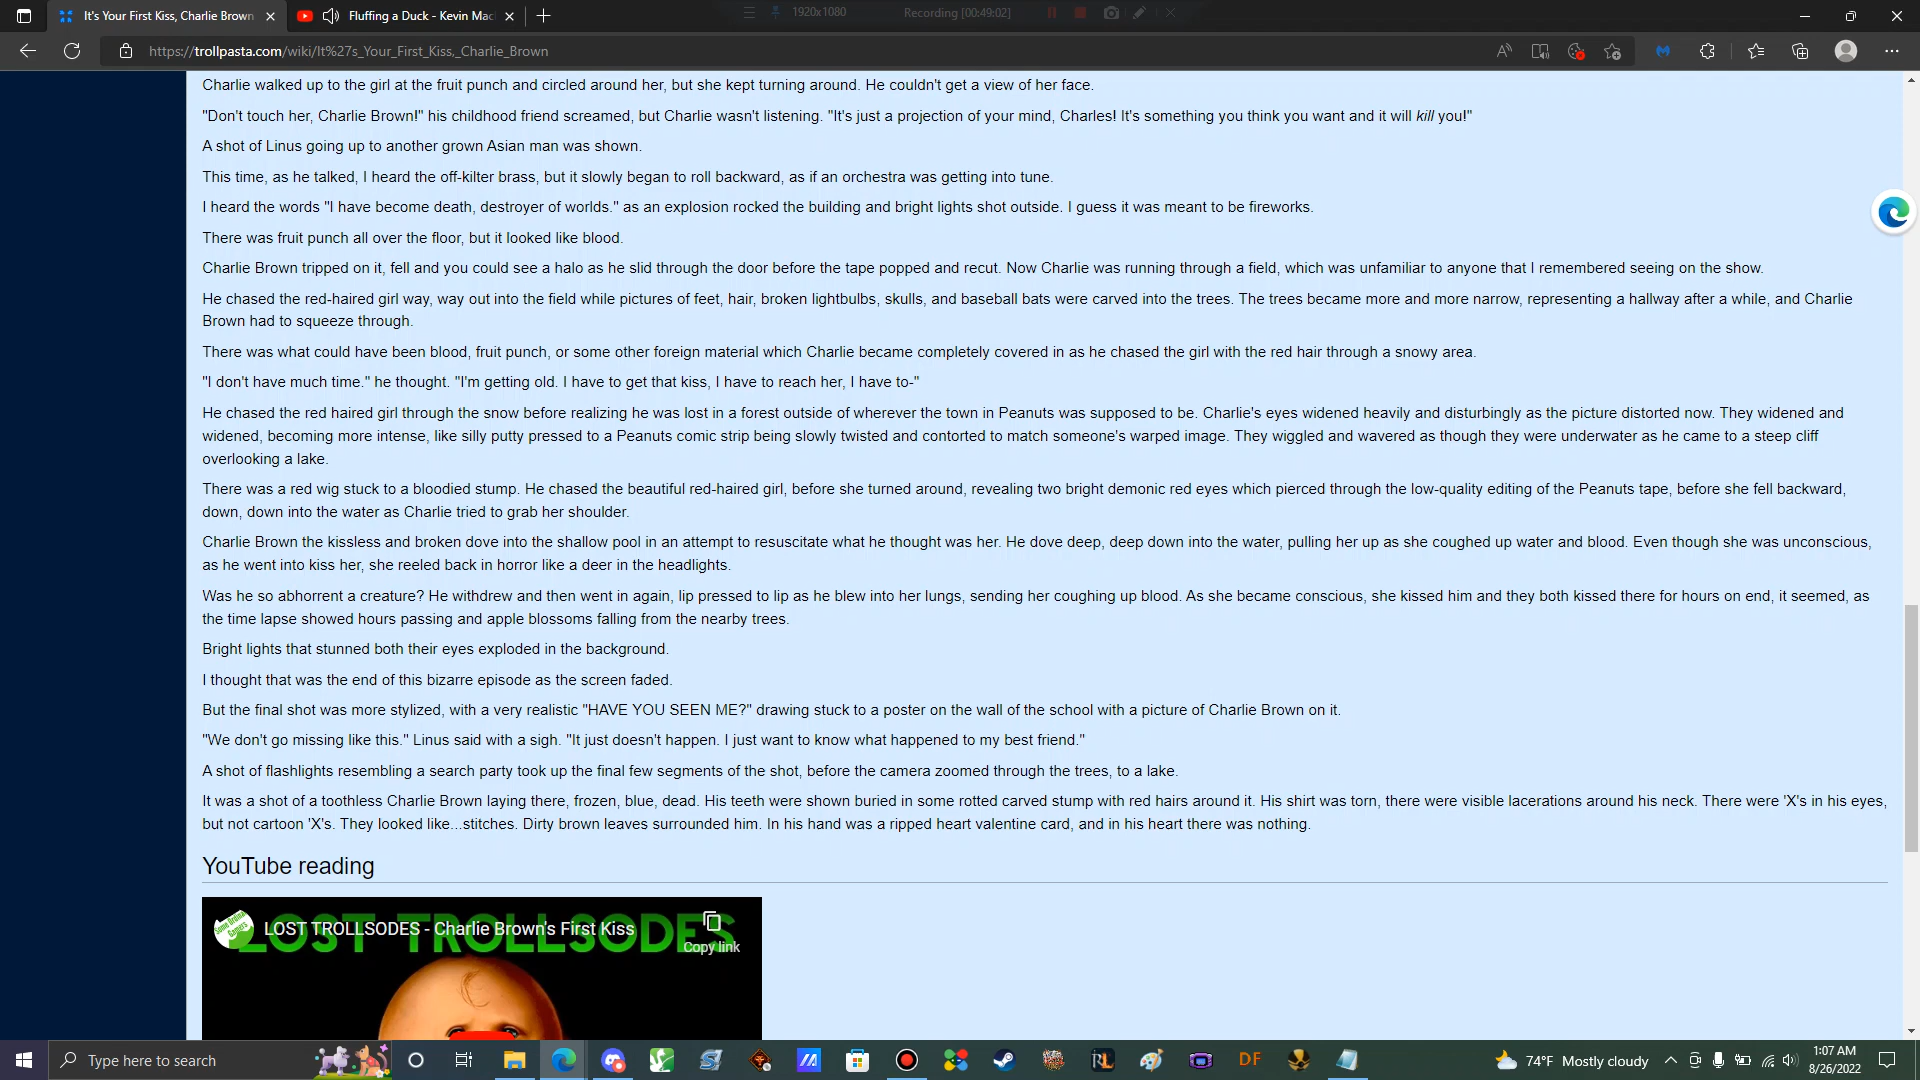 It's Your First Kiss, Charlie Brown
Fluffing a Duck - Kevin Mac
1920x1080
Recording [00:49:02]
https://trollpasta.com/wiki/It%27s_Your_First_Kiss,_Charlie_Brown
Charlie walked up to the girl at the fruit punch and circled around her, but she kept turning around. He couldn't get a view of her face.
"Don't touch her, Charlie Brown!" his childhood friend screamed, but Charlie wasn't listening. "It's just a projection of your mind, Charles! It's something you think you want and it will kill you!"
A shot of Linus going up to another grown Asian man was shown.
This time, as he talked, I heard the off-kilter brass, but it slowly began to roll backward, as if an orchestra was getting into tune.
I heard the words "I have become death, destroyer of worlds." as an explosion rocked the building and bright lights shot outside. I guess it was meant to be fireworks.
There was fruit punch all over the floor, but it looked like blood.
Charlie Brown tripped on it, fell and you could see a halo as he slid through the door before the tape popped and recut. Now Charlie was running through a field, which was unfamiliar to anyone that I remembered seeing on the show.
He chased the red-haired girl way, way out into the field while pictures of feet, hair, broken lightbulbs, skulls, and baseball bats were carved into the trees. The trees became more and more narrow, representing a hallway after a while, and Charlie
Brown had to squeeze through.
There was what could have been blood, fruit punch, or some other foreign material which Charlie became completely covered in as he chased the girl with the red hair through a snowy area.
"I don't have much time." he thought. "I'm getting old. I have to get that kiss, I have to reach her, I have to-"
He chased the red haired girl through the snow before realizing he was lost in a forest outside of wherever the town in Peanuts was supposed to be. Charlie's eyes widened heavily and disturbingly as the picture distorted now. They widened and
widened, becoming more intense, like silly putty pressed to a Peanuts comic strip being slowly twisted and contorted to match someone's warped image. They wiggled and wavered as though they were underwater as he came to a steep cliff
overlooking a lake.
There was a red wig stuck to a bloodied stump. He chased the beautiful red-haired girl, before she turned around, revealing two bright demonic red eyes which pierced through the low-quality editing of the Peanuts tape, before she fell backward,
down, down into the water as Charlie tried to grab her shoulder.
Charlie Brown the kissless and broken dove into the shallow pool in an attempt to resuscitate what he thought was her. He dove deep, deep down into the water, pulling her up as she coughed up water and blood. Even though she was unconscious,
as he went into kiss her, she reeled back in horror like a deer in the headlights.
Was he so abhorrent a creature? He withdrew and then went in again, lip pressed to lip as he blew into her lungs, sending her coughing up blood. As she became conscious, she kissed him and they both kissed there for hours on end, it seemed, as
the time lapse showed hours passing and apple blossoms falling from the nearby trees.
Bright lights that stunned both their eyes exploded in the background.
I thought that was the end of this bizarre episode as the screen faded.
But the final shot was more stylized, with a very realistic "HAVE YOU SEEN ME?" drawing stuck to a poster on the wall of the school with a picture of Charlie Brown on it.
"We don't go missing like this." Linus said with a sigh. "It just doesn't happen. I just want to know what happened to my best friend."
A shot of flashlights resembling a search party took up the final few segments of the shot, before the camera zoomed through the trees, to a lake.
It was a shot of a toothless Charlie Brown laying there, frozen, blue, dead. His teeth were shown buried in some rotted carved stump with red hairs around it. His shirt was torn, there were visible lacerations around his neck. There were 'X's in his eyes,
but not cartoon 'X's. They looked like...stitches. Dirty brown leaves surrounded him. In his hand was a ripped heart valentine card, and in his heart there was nothing.
YouTube reading
LOST TROLLSODES
LOST TROLLSODES - Charlie Brown's First Kiss
Copy link
Type here to search
DF
74°F Mostly cloudy
1:07 AM
8/26/2022